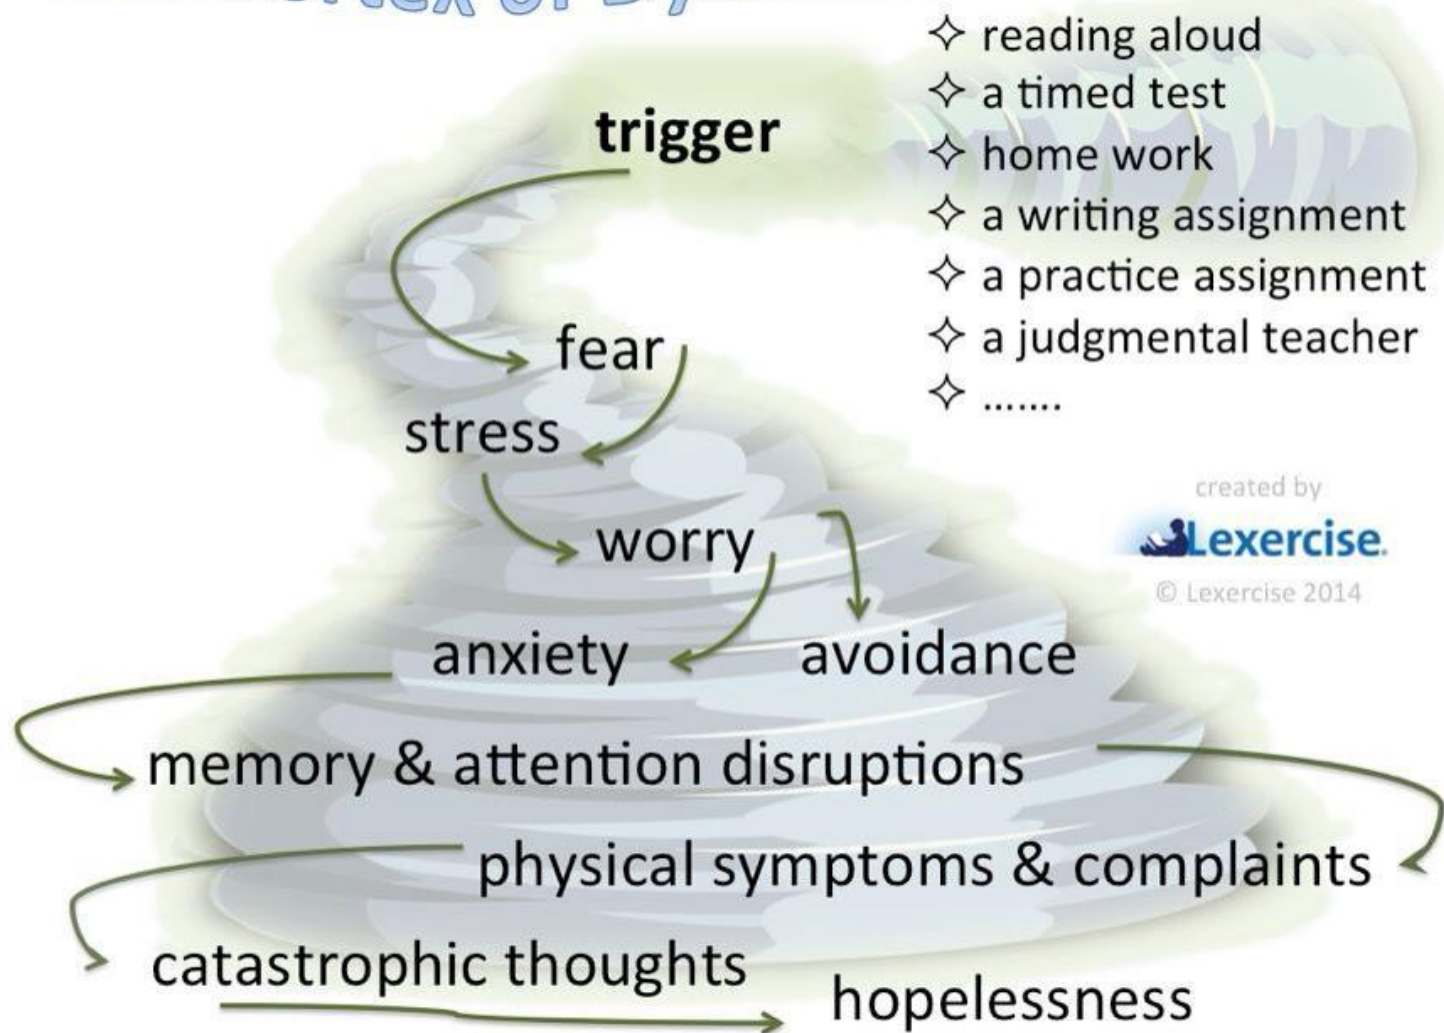 of
✧ reading aloud
✧ a timed test
✧ home work
✧ a writing assignment
✧ a practice assignment
✧ a judgmental teacher
✧ .......
trigger
fear
stress
worry
anxiety
avoidance
memory & attention disruptions
physical symptoms & complaints
catastrophic thoughts
hopelessness
created by
Lexercise.
© Lexercise 2014